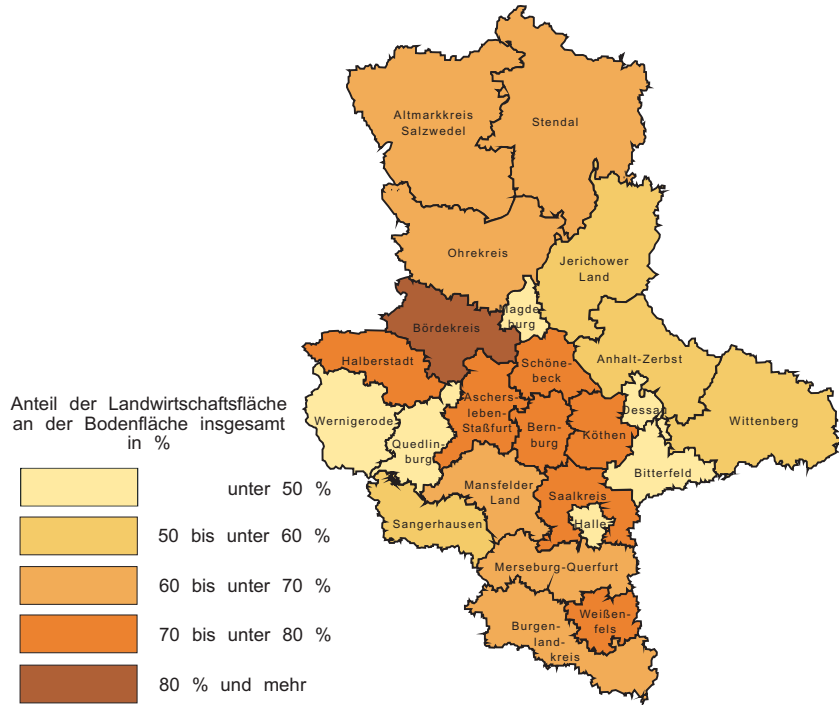 Altmarkkreis
Salzwedel
Stendal
Ohrekreis
Jerichower
Land
Magde-
burg
Bördekreis
Halberstadt
Schöne-
beck
Anhalt-Zerbst
Aschers-
leben-
Staßfurt
Dessau
Wernigerode
Bern-
burg
Köthen
Wittenberg
Quedlin-
burg
Bitterfeld
Mansfelder
Land
Saalkreis
Sangerhausen
Halle
Merseburg-Querfurt
Weißen-
fels
Burgen-
land-
kreis
Anteil der Landwirtschaftsfläche
an der Bodenfläche insgesamt
in %
unter 50 %
50 bis unter 60 %
60 bis unter 70 %
70 bis unter 80 %
80 % und mehr